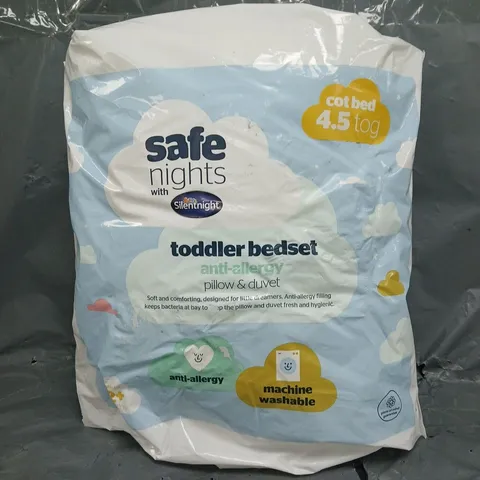 cot bed
4.5 tog
safe
nights
with
Silentnight
toddler bedset
anti-allergy
pillow & duvet
Soft and comforting, designed for little dreamers. Anti-allergy filling
keeps bacteria at bay to the pillow and duvet fresh and hygienic.
anti-allergy
machine
washable